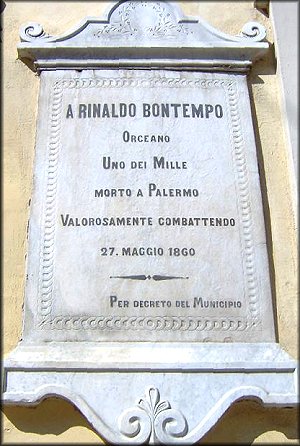 A RINALDO BONTEMPO
ORCEANO
UNO DEI MILLE
MORTO A PALERMO
VALOROSAMENTE COMBATTENDO
27. MAGGIO 1860
PER DECRETO DEL MUNICIPIO